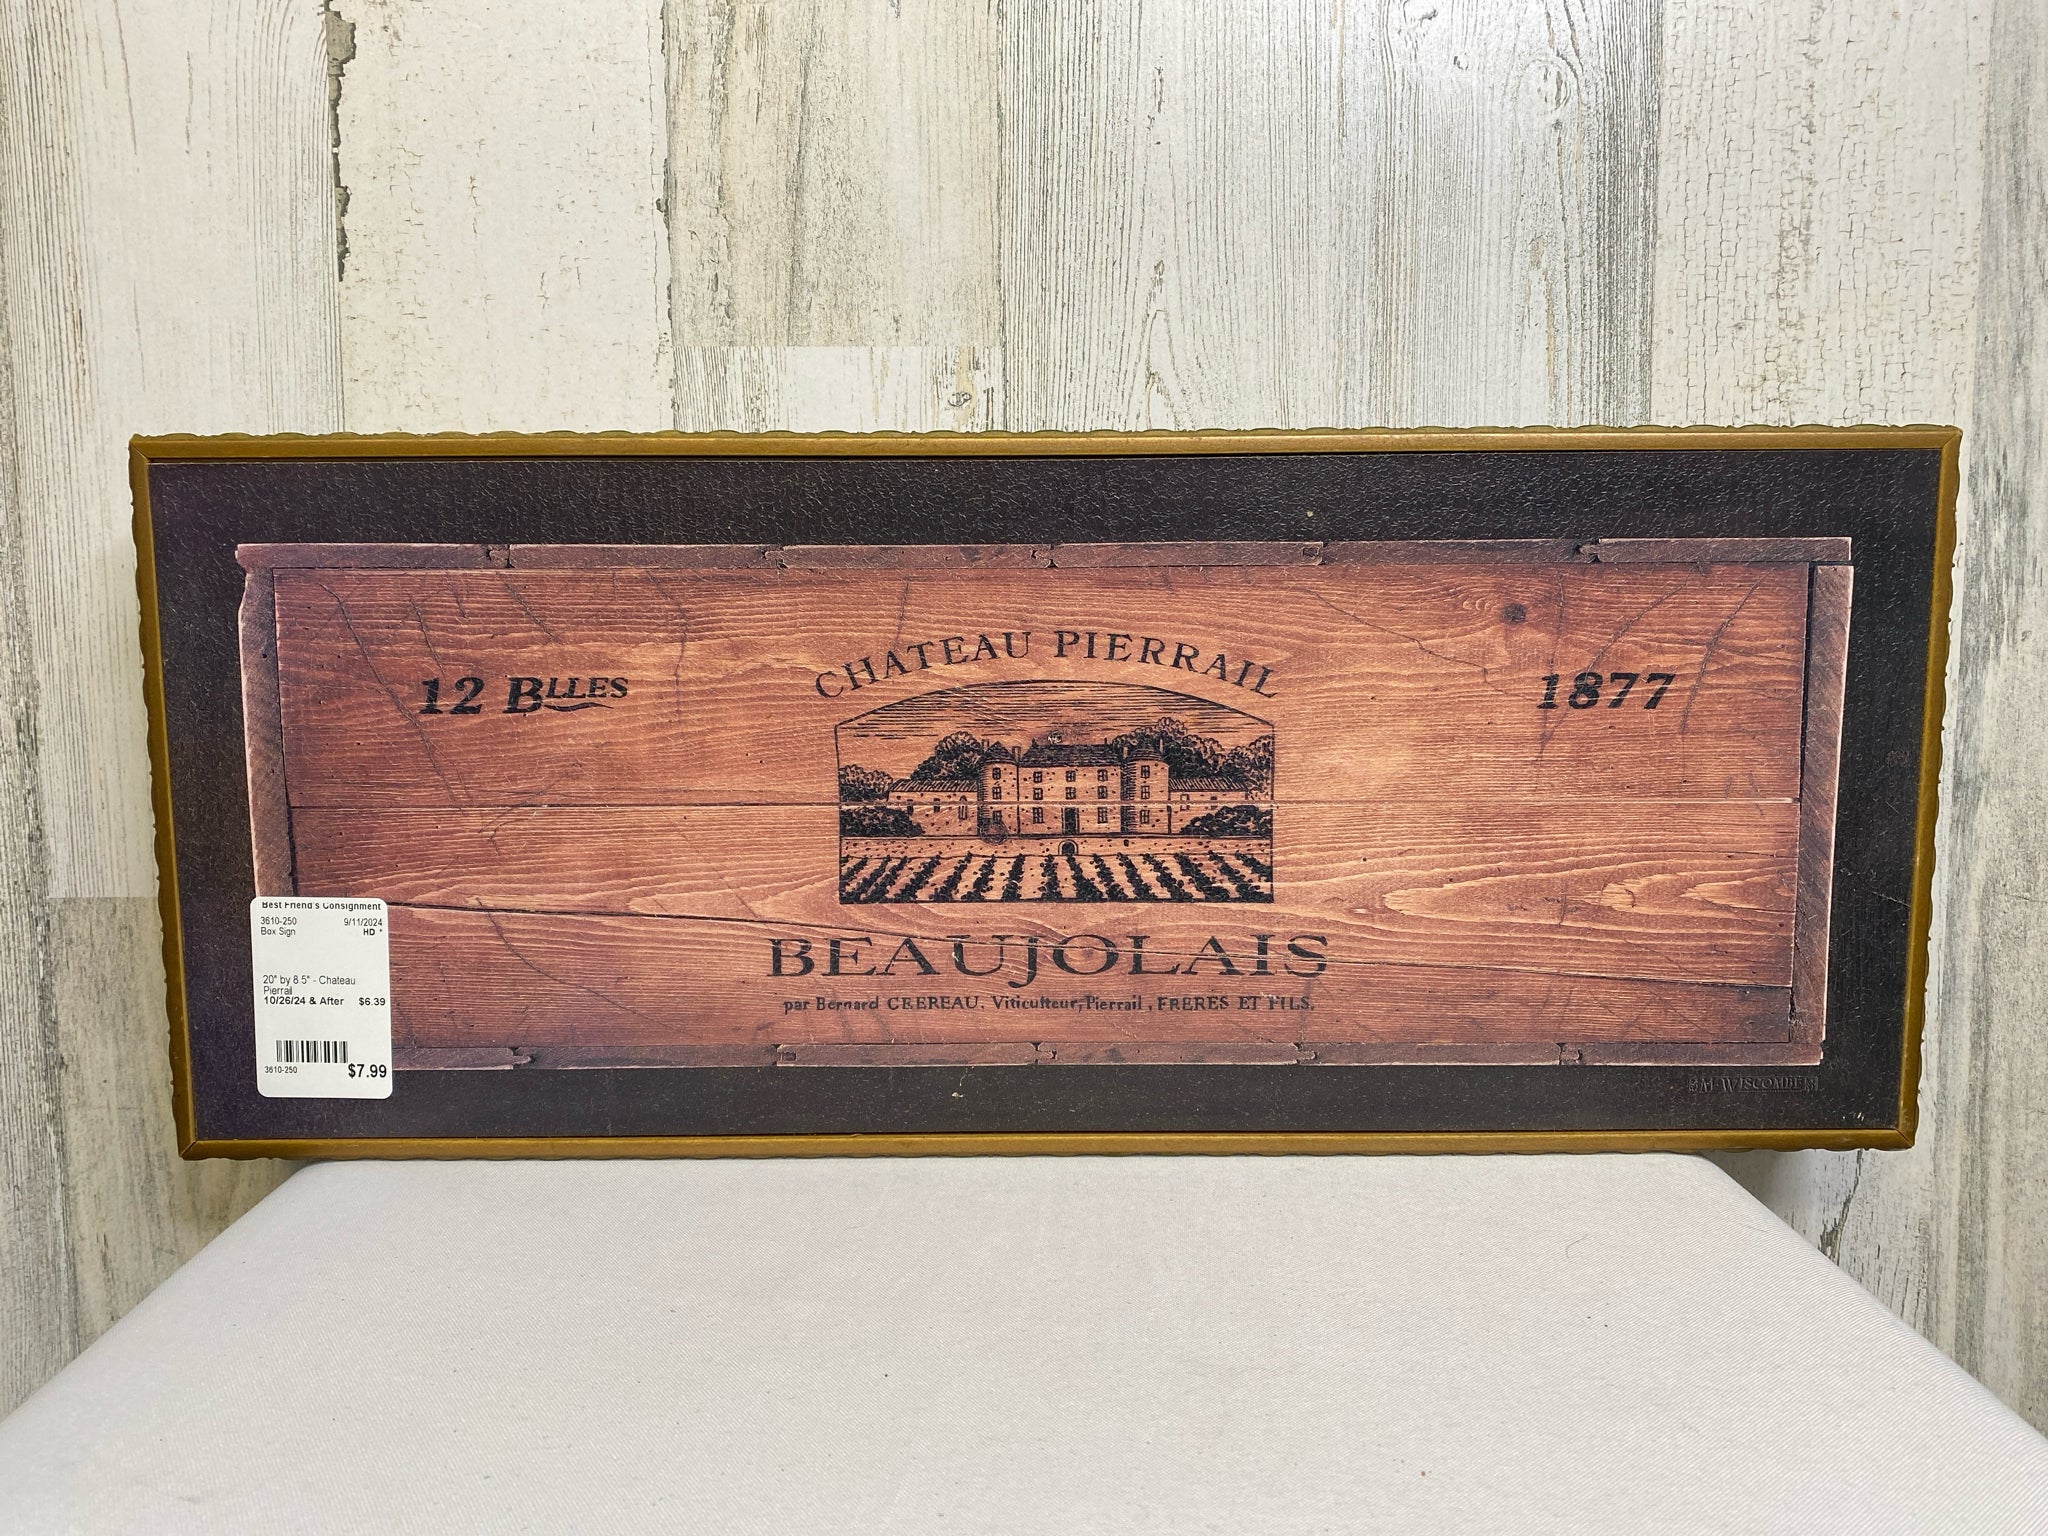 CHATEAU PIERRAIL
12 BLLES
1877
BEAUJOLAIS
par Bernard CEEREAU, Viticulteur, Pierrail, FRERES ET FILS.
M·WISCOMBE
Best Friend's Consignment
3610-250 9/11/2024
Box Sign HD *
20" by 8.5" - Chateau
Pierrail
10/26/24 & After $6.39
3610-250 $7.99